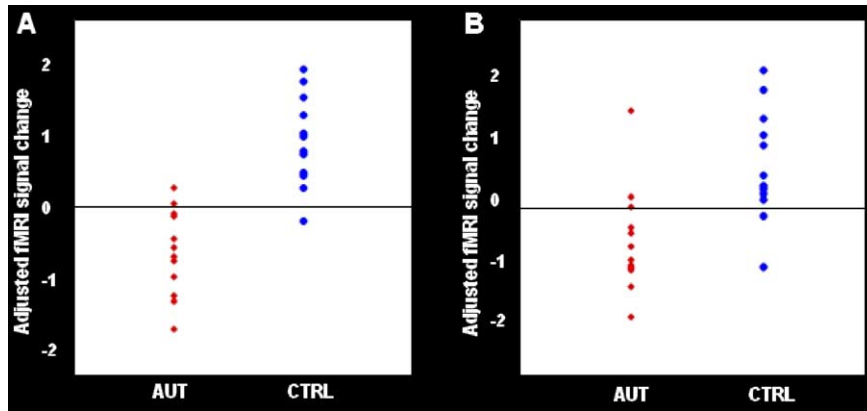 A
Adjusted fMRI signal change
2
1
0
-1
-2
AUT CTRL
B
Adjusted fMRI signal change
2
1
0
-1
-2
AUT CTRL